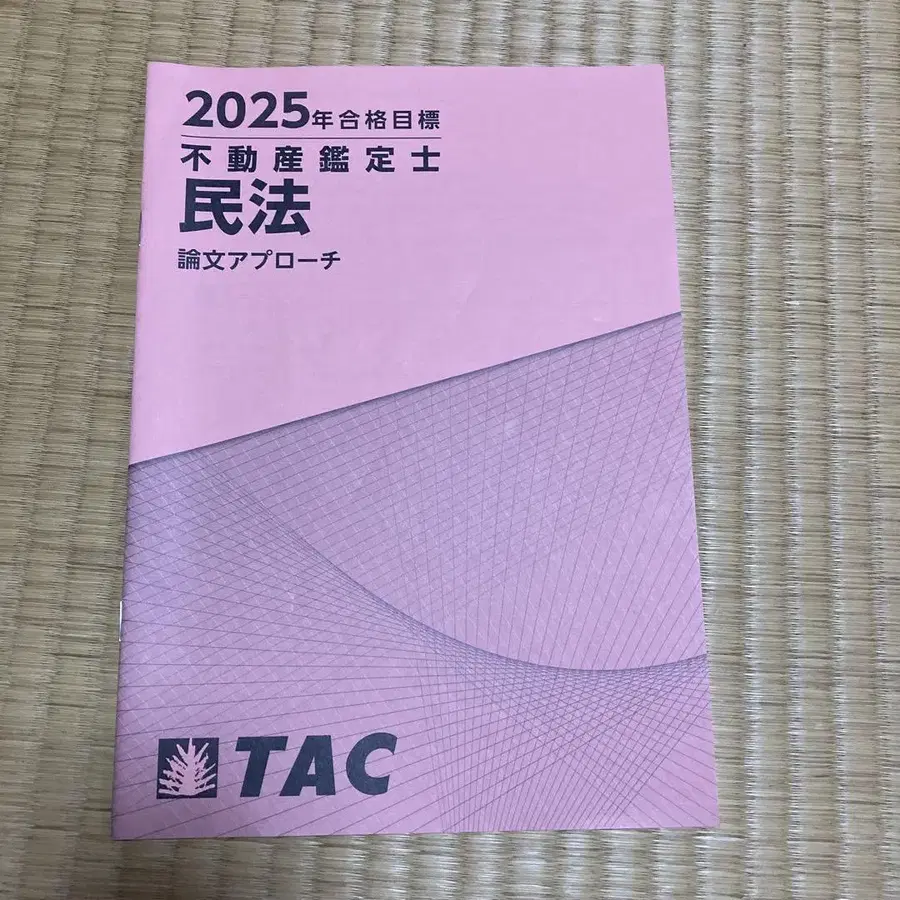 2025年合格目標
不動産鑑定士
民法
論文アプローチ
TAC